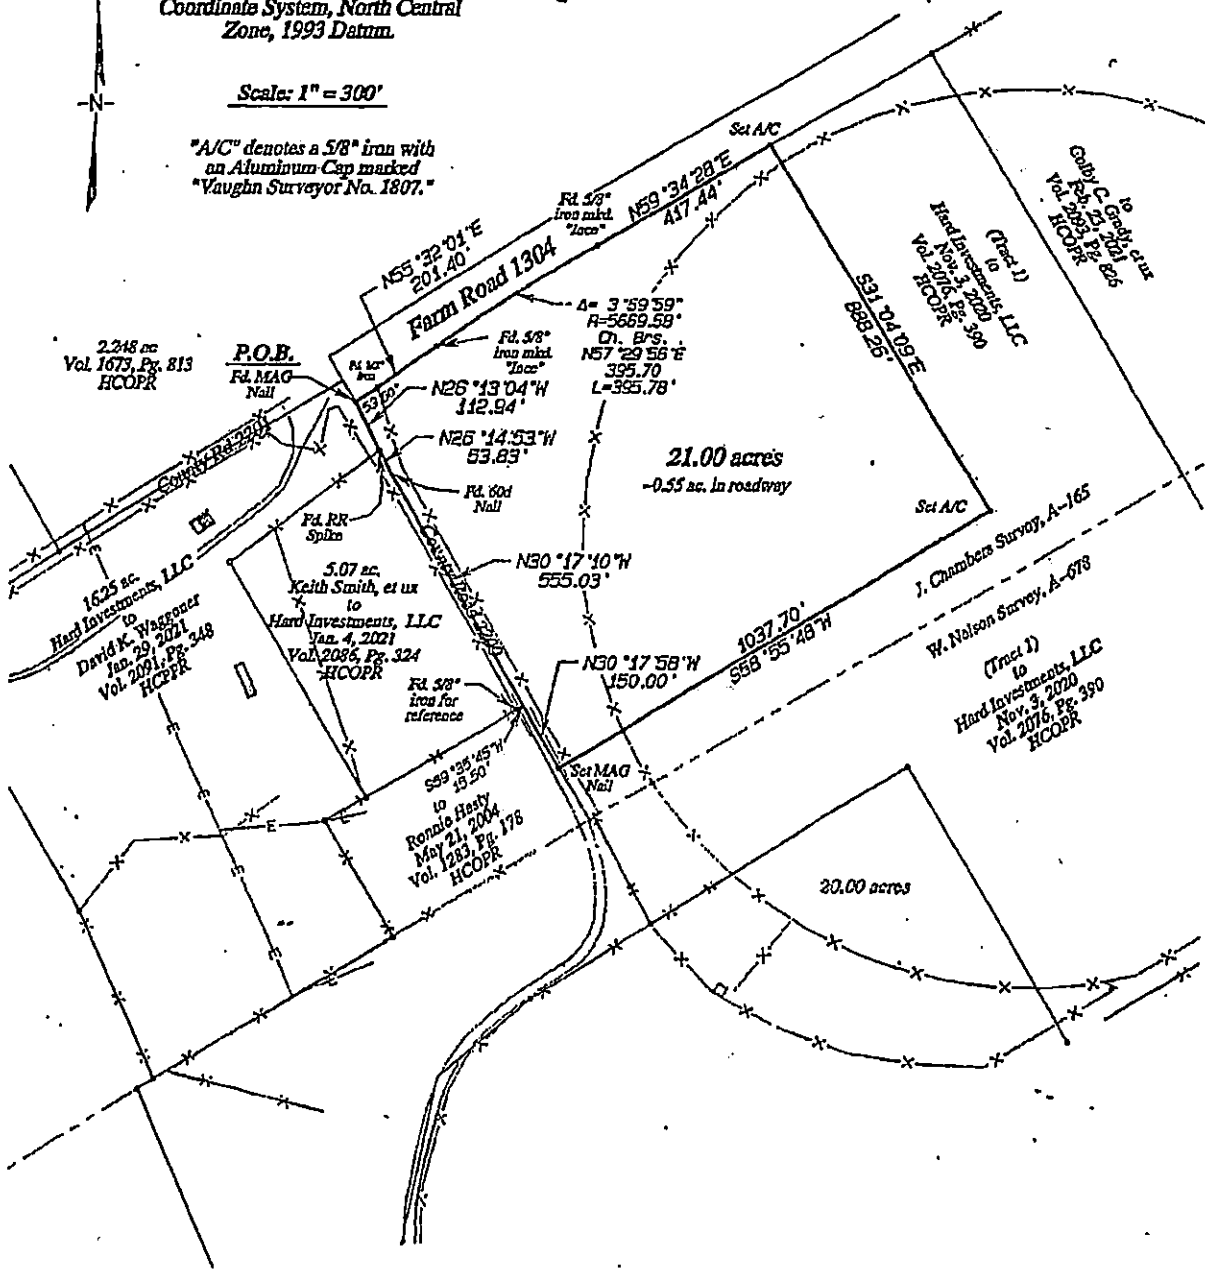 Coordinate System, North Central
Zone, 1993 Datum.
Scale: 1" = 300'
N
"A/C" denotes a 5/8" iron with
an Aluminum Cap marked
"Vaughn Surveyor No. 1807."
Set A/C
N59°34'28"E
417.44'
Fd. 5/8"
iron mkd.
N55°32'01"E
201.40'
Farm Road 1304
Colby C. Grady, et ux
to
Feb. 23, 2021
Vol. 2093, Pg. 826
HCOPR
(Tract 1)
to
Hard Investments, LLC
Nov. 3, 2020
Vol. 2076, Pg. 390
HCOPR
S31°04'09"E
888.26'
Δ= 3°59'59"
R=5669.58'
Ch. Brs.
N57°29'56"E
395.70
L=395.78'
Fd. 5/8"
iron mkd.
2.248 ac
Vol. 1673, Pg. 813
HCOPR
P.O.B.
Fd. MAG
Nail
iron
N26°13'04"W
112.94'
N26°14'53"W
53.83'
County Rd 2201
21.00 acres
~0.55 ac. in roadway
Fd. 60d
Nail
Fd. RR
Spike
Set A/C
J. Chambers Survey, A-165
W. Nelson Survey, A-678
N30°17'10"W
555.03'
16.25 ac.
Hard Investments, LLC
to
David K. Waggoner
Jan. 29, 2021
Vol. 2091, Pg. 348
HCPPR
5.07 ac.
Keith Smith, et ux
to
Hard Investments, LLC
Jan. 4, 2021
Vol. 2086, Pg. 324
HCOPR
1037.70'
S58°55'48"W
N30°17'58"W
150.00'
(Tract 1)
to
Hard Investments, LLC
Nov. 3, 2020
Vol. 2076, Pg. 390
HCOPR
Fd. 5/8"
iron for
reference
S59°35'45"W
15.50'
to
Ronnie Hasty
May 21, 2004
Vol. 1283, Pg. 178
HCOPR
Set MAG
Nail
20.00 acres